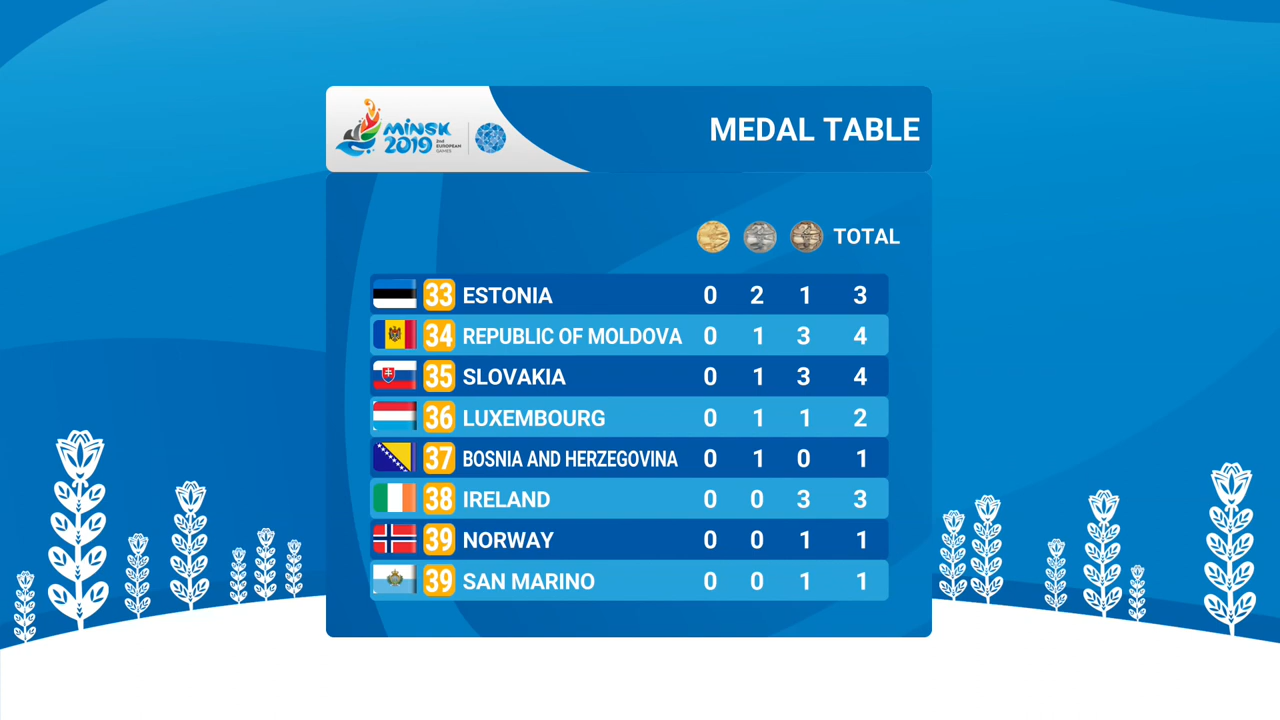 MINSK
2019
2nd
EUROPEAN
GAMES
MEDAL TABLE
TOTAL
33 ESTONIA 0 2 1 3
34 REPUBLIC OF MOLDOVA 0 1 3 4
35 SLOVAKIA 0 1 3 4
36 LUXEMBOURG 0 1 1 2
37 BOSNIA AND HERZEGOVINA 0 1 0 1
38 IRELAND 0 0 3 3
39 NORWAY 0 0 1 1
39 SAN MARINO 0 0 1 1